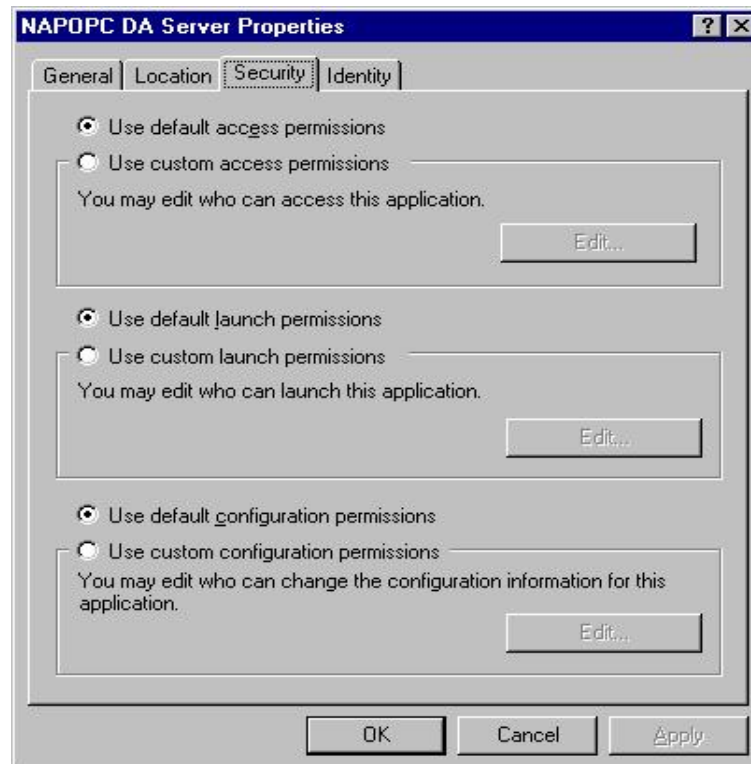 NAPOPC DA Server Properties
General Location Security Identity
Use default access permissions
Use custom access permissions
You may edit who can access this application.
Edit...
Use default launch permissions
Use custom launch permissions
You may edit who can launch this application.
Edit...
Use default configuration permissions
Use custom configuration permissions
You may edit who can change the configuration information for this
application.
Edit...
OK Cancel Apply